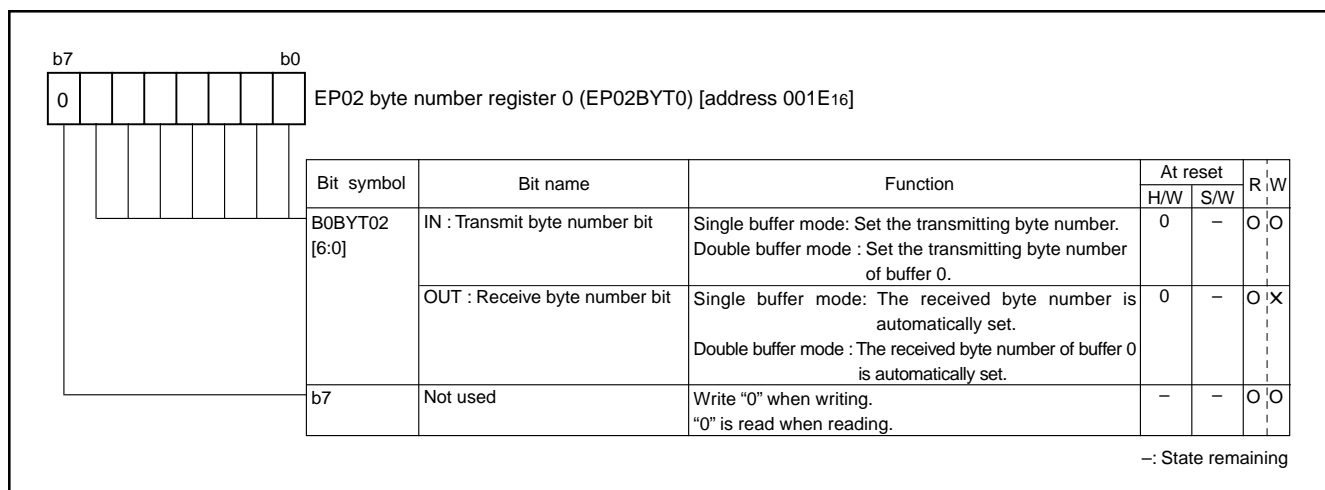 b7 b0
0 EP02 byte number register 0 (EP02BYT0) [address 001E16]
Bit symbol Bit name Function At reset R W
H/W S/W
B0BYT02 IN : Transmit byte number bit Single buffer mode: Set the transmitting byte number. 0 – O O
[6:0] Double buffer mode : Set the transmitting byte number
of buffer 0.
OUT : Receive byte number bit Single buffer mode: The received byte number is 0 – O ✕
automatically set.
Double buffer mode : The received byte number of buffer 0
is automatically set.
b7 Not used Write “0” when writing. – – O O
“0” is read when reading.
–: State remaining